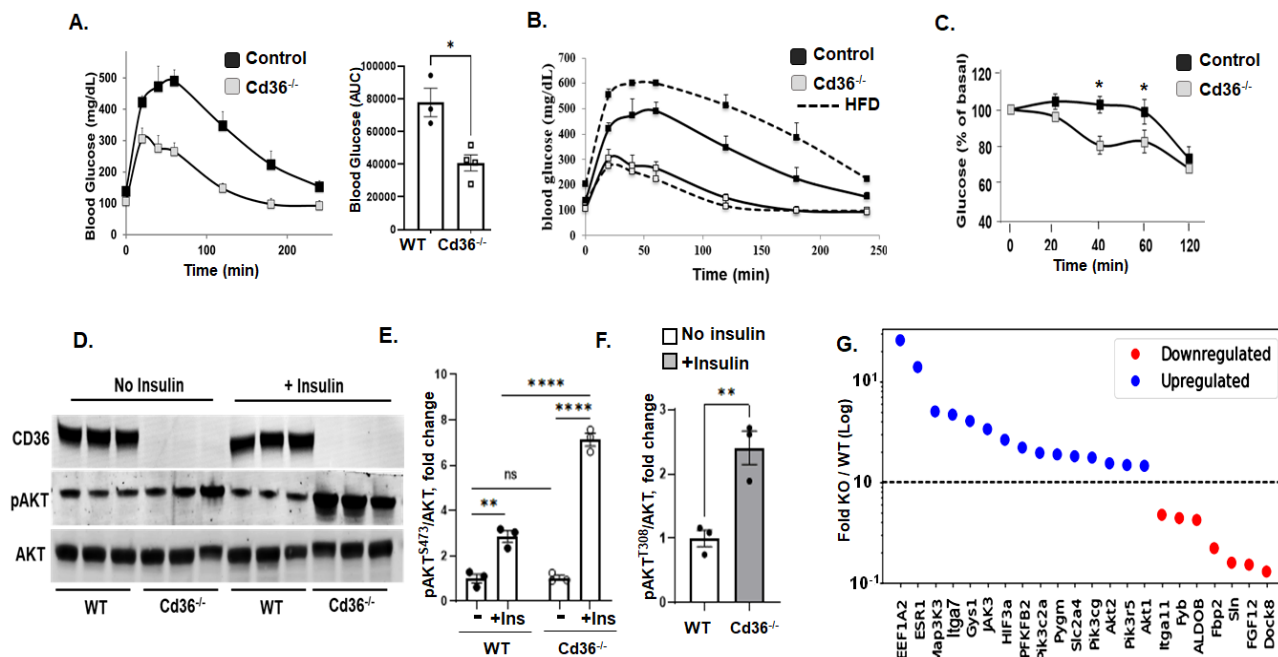 A.
Control
Cd36-/-
Blood Glucose (mg/dL)
500
400
300
200
100
0
0
100
200
Time (min)
*
Blood Glucose (AUC)
100000
80000
60000
40000
20000
0
WT
Cd36-/-
B.
Control
Cd36-/-
HFD
blood glucose (mg/dL)
700
600
500
400
300
200
100
0
0
50
100
150
200
250
Time (min)
C.
Control
Cd36-/-
Glucose (% of basal)
120
100
80
60
40
* *
0
20
40
60
120
Time (min)
D.
No Insulin
+ Insulin
CD36
pAKT
AKT
WT
Cd36-/-
WT
Cd36-/-
E.
pAKTS473/AKT, fold change
10
8
6
4
2
0
****
****
ns
**
- +Ins
- +Ins
WT
Cd36-/-
F.
No insulin
+Insulin
pAKTT308/AKT, fold change
3
2
1
0
**
WT
Cd36-/-
G.
Downregulated
Upregulated
Fold KO / WT (Log)
10^1
10^0
10^-1
EEF1A2
ESR1
Map3K3
Itga7
Gys1
JAK3
HIF3a
PFKFB2
Pik3c2a
Pygm
Slc2a4
Pik3cg
Akt2
Pik3r5
Akt1
Itga11
Fyb
ALDOB
Fbp2
Sln
FGF12
Dock8